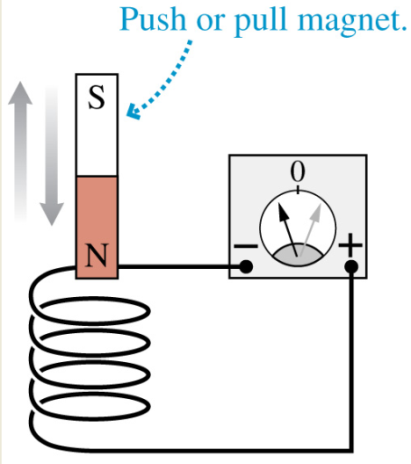 Push or pull magnet.
S
0
N
− +